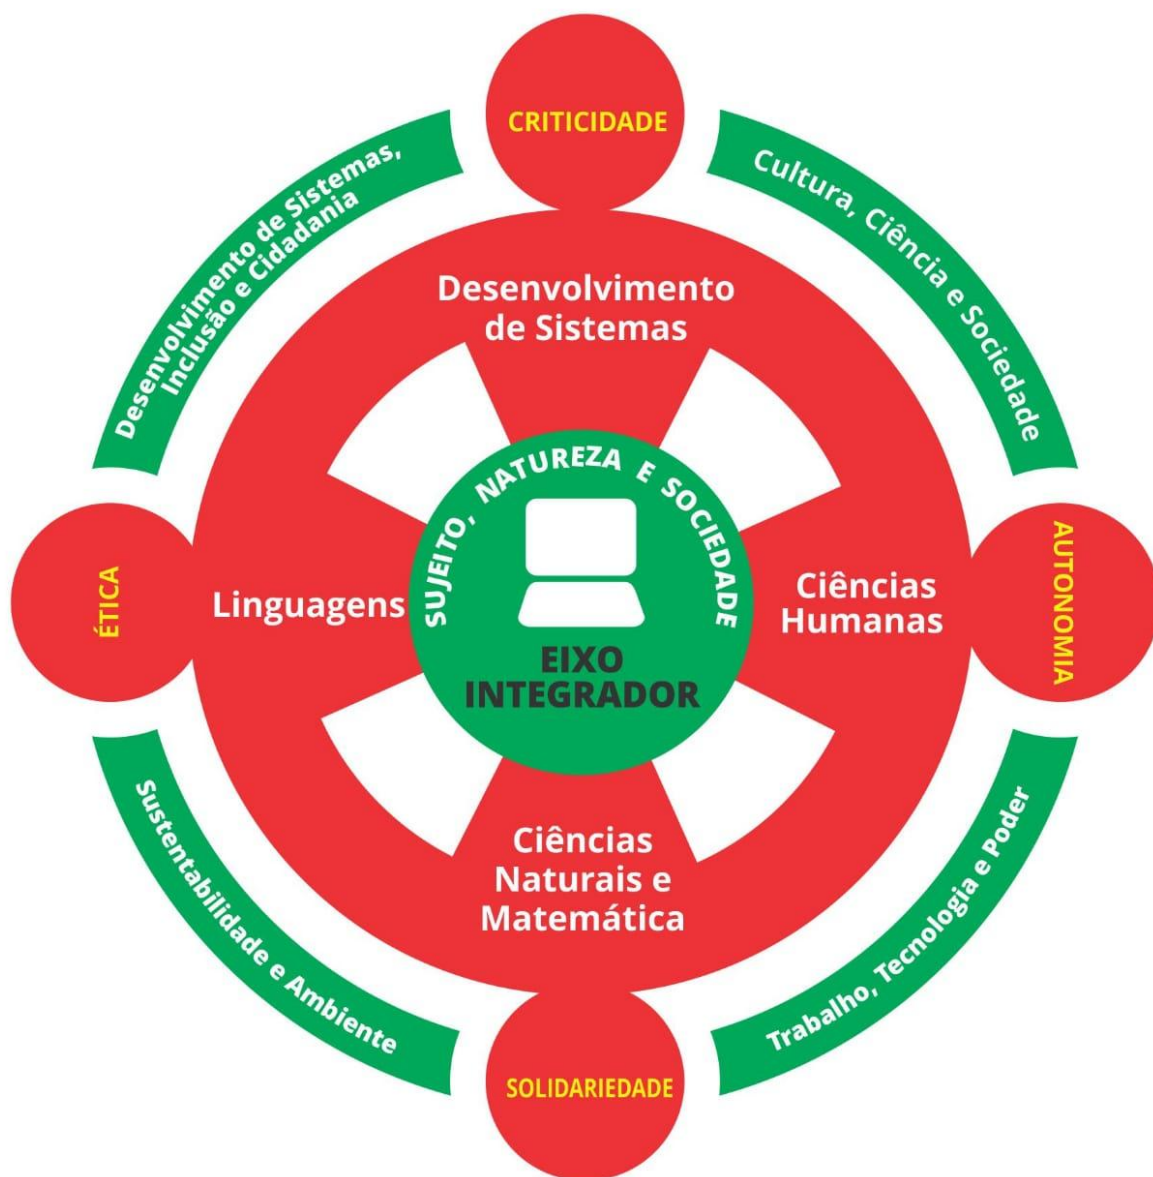 CRITICIDADE
Desenvolvimento de Sistemas,
Inclusão e Cidadania
Cultura, Ciência e Sociedade
Desenvolvimento
de Sistemas
SUJEITO, NATUREZA E SOCIEDADE
ÉTICA
Linguagens
EIXO
INTEGRADOR
Ciências
Humanas
AUTONOMIA
Ciências
Naturais e
Matemática
Sustentabilidade e Ambiente
Trabalho, Tecnologia e Poder
SOLIDARIEDADE